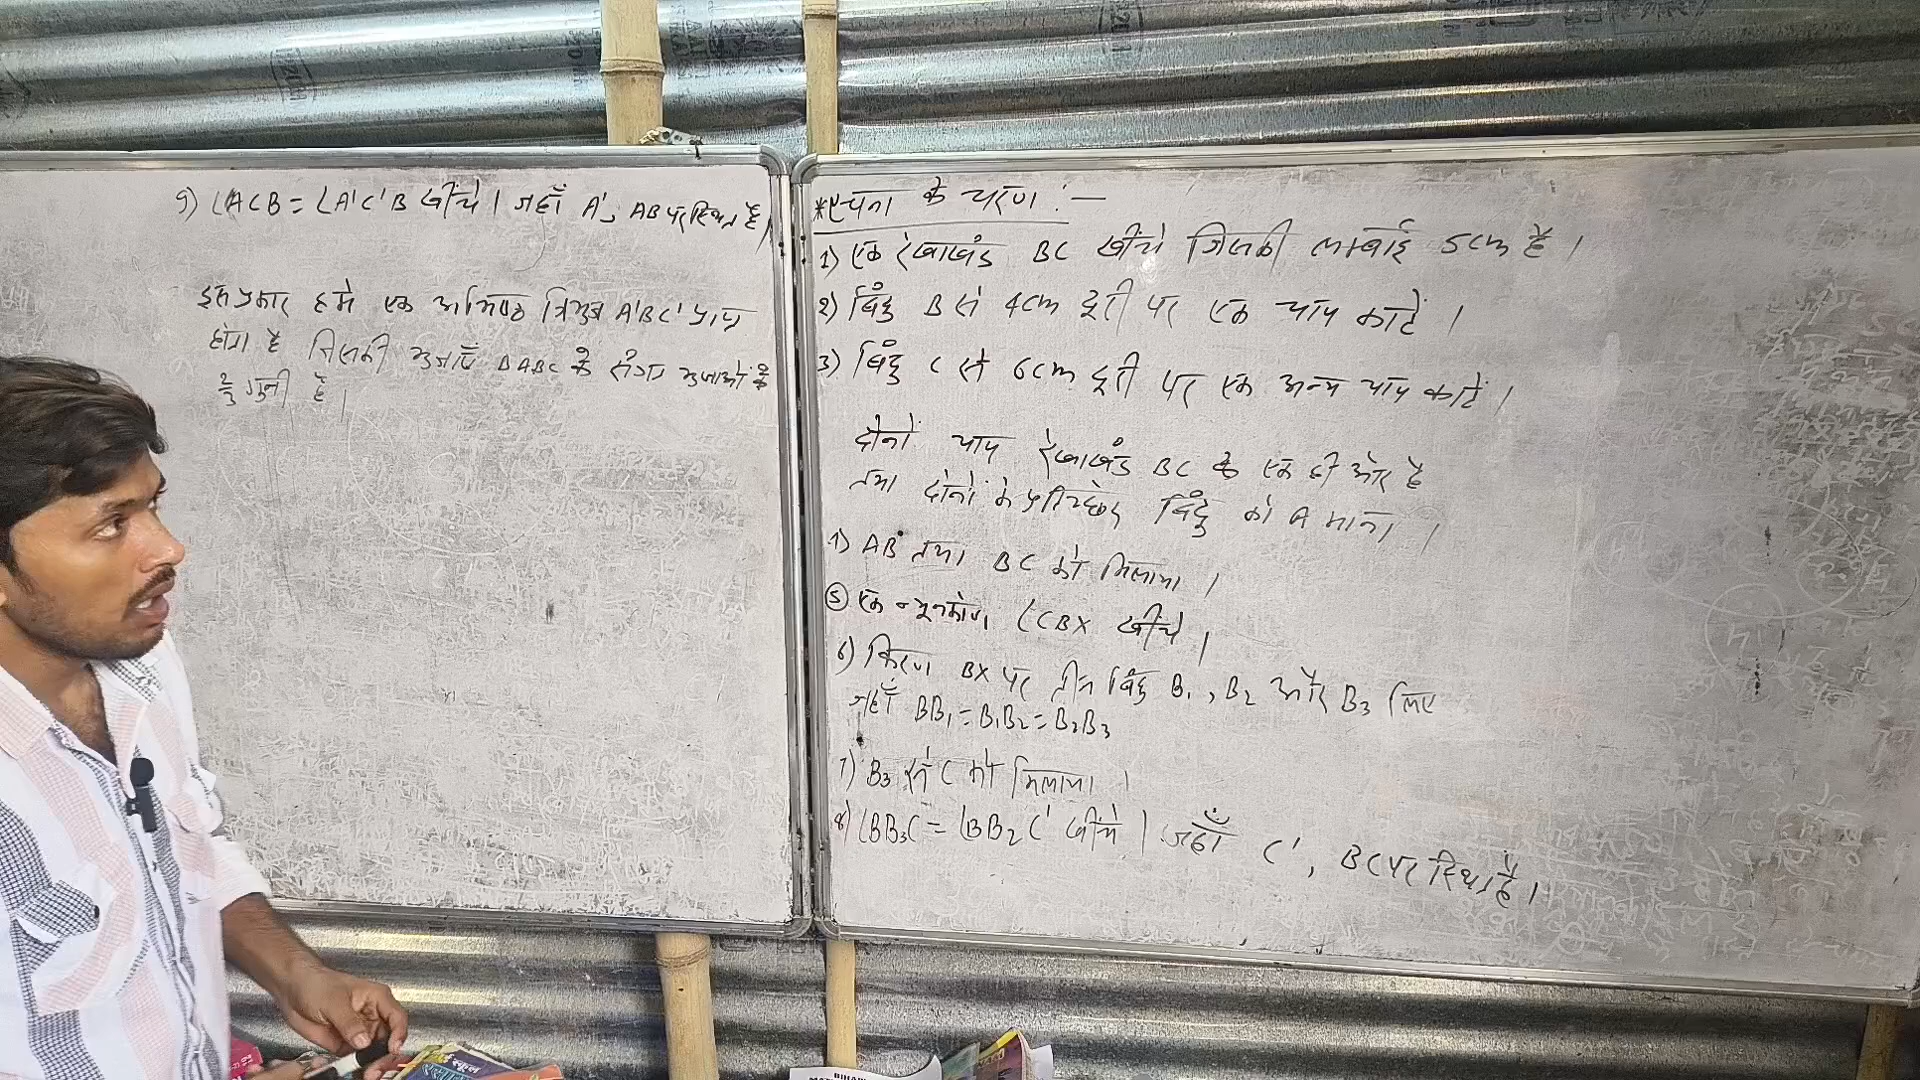 9) ∠ACB = ∠A'C'B खींचे। जहाँ A', AB पर स्थित है।
इस प्रकार हमे एक अभिष्ठ त्रिभुज A'BC' प्राप्त
होता है जिसकी भुजाएँ ΔABC के संगत भुजाओं के
2/3 गुनी है।
*रचना के चरण :—
1) एक रेखाखंड BC खींचे जिसकी लम्बाई 5cm है।
2) बिंदु B से 4cm दूरी पर एक चाप काटें।
3) बिंदु C से 6cm दूरी पर एक अन्य चाप काटें।
दोनों चाप रेखाखंड BC के एक ही ओर है
तथा दोनों के प्रतिच्छेद बिंदु को A माना।
4) AB तथा BC को मिलाया।
⑤ एक न्यूनकोण ∠CBX खींचे।
6) किरण BX पर तीन बिंदु B₁, B₂ और B₃ लिए
जहाँ BB₁ = B₁B₂ = B₂B₃
7) B₃ से C को मिलाया।
8) ∠BB₃C = ∠BB₂C' खींचे। जहाँ C', BC पर स्थित है।